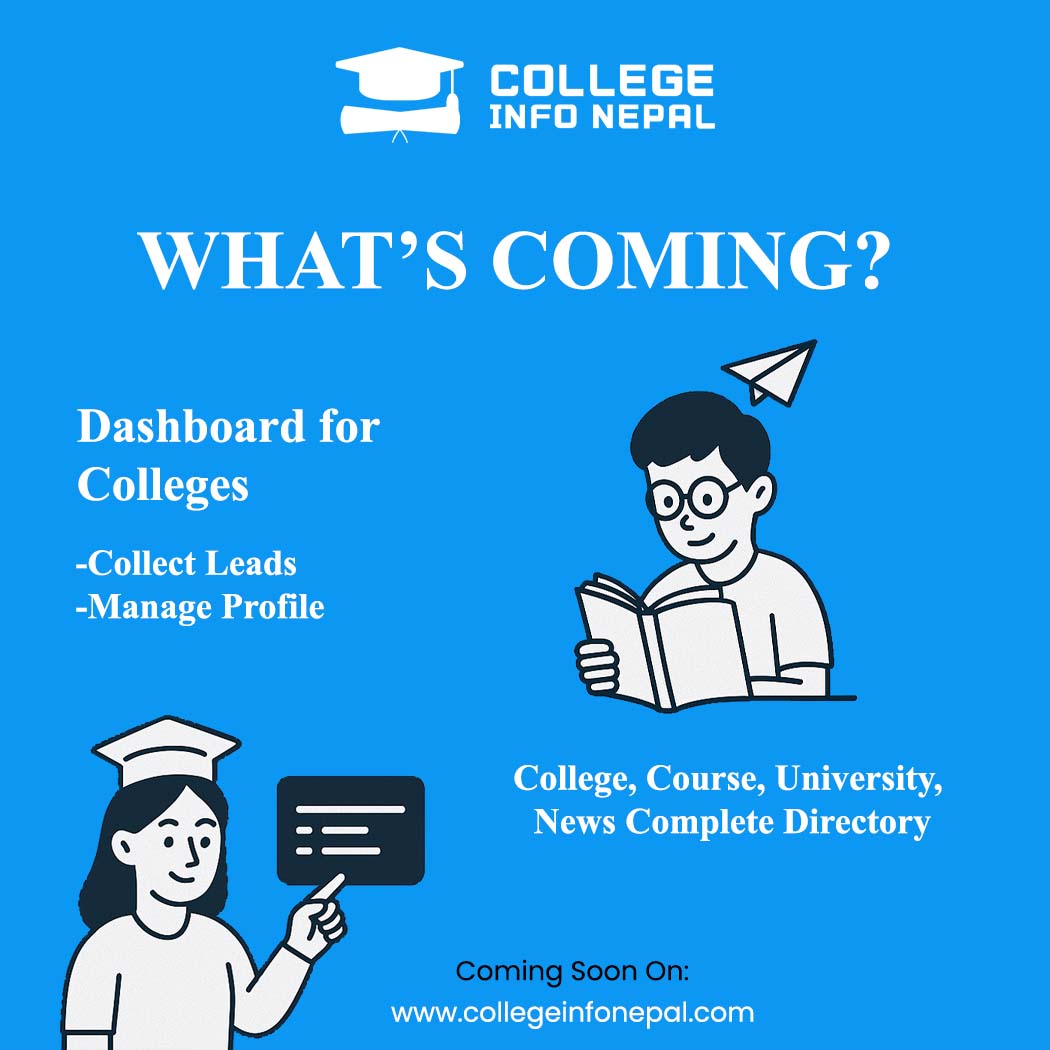 COLLEGE
INFO NEPAL
WHAT’S COMING?
Dashboard for
Colleges
-Collect Leads
-Manage Profile
College, Course, University,
News Complete Directory
Coming Soon On:
www.collegeinfonepal.com